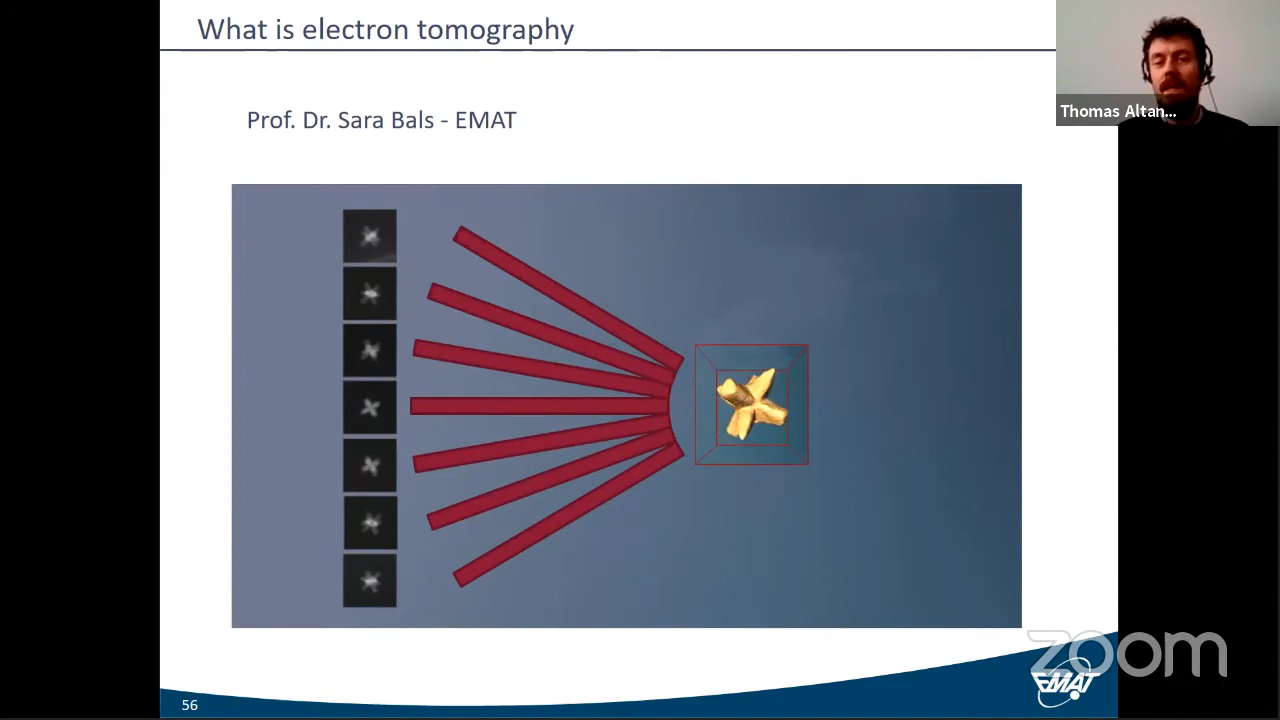 What is electron tomography
Thomas Altan...
Prof. Dr. Sara Bals - EMAT
zoom
EMAT
56